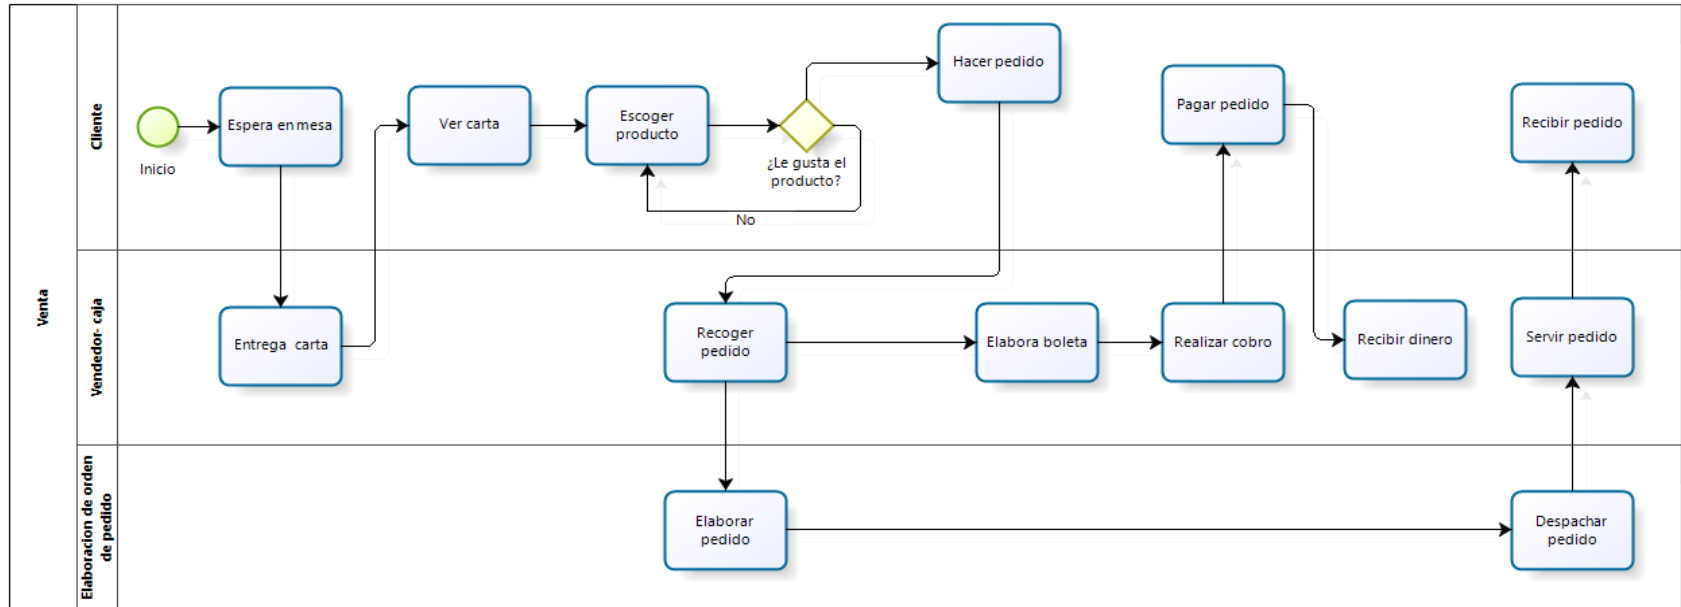 Venta
Cliente
Inicio
Espera en mesa
Ver carta
Escoger
producto
¿Le gusta el
producto?
No
Hacer pedido
Pagar pedido
Recibir pedido
Vendedor- caja
Entrega  carta
Recoger
pedido
Elabora boleta
Realizar cobro
Recibir dinero
Servir pedido
Elaboracion de orden
de pedido
Elaborar
pedido
Despachar
pedido